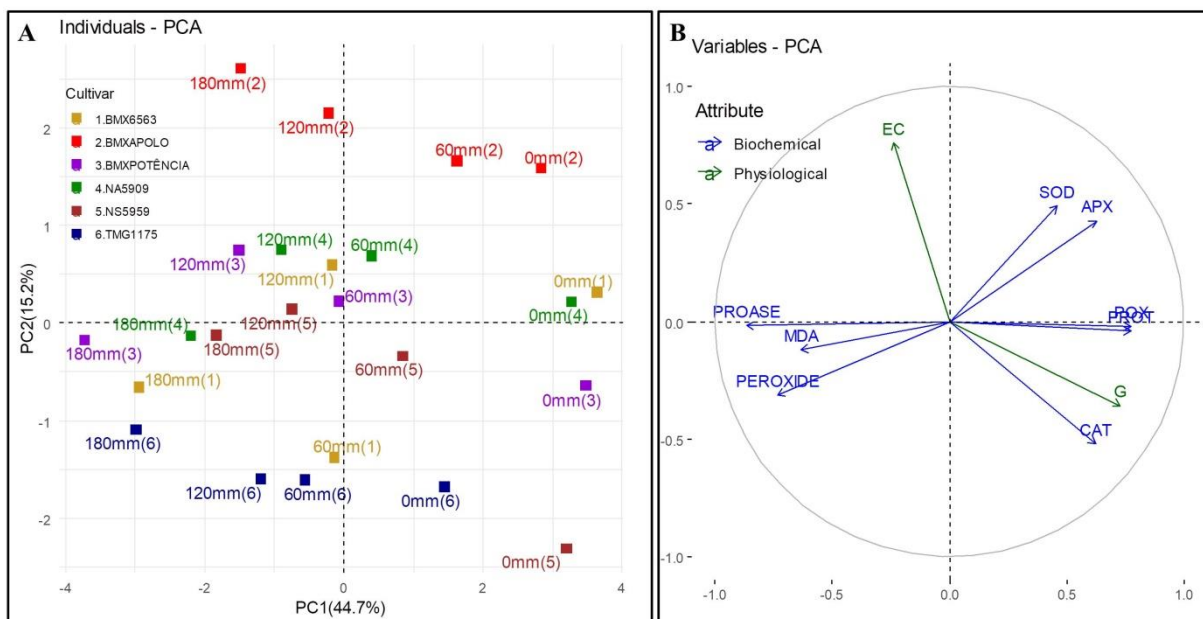 A
Individuals - PCA
Cultivar
1.BMX6563
2.BMXAPOLO
3.BMXPOTÊNCIA
4.NA5909
5.NS5959
6.TMG1175
180mm(2)
120mm(2)
60mm(2)
0mm(2)
120mm(3)
120mm(4)
60mm(4)
120mm(1)
60mm(3)
0mm(1)
0mm(4)
180mm(4)
120mm(5)
180mm(3)
180mm(5)
60mm(5)
180mm(1)
0mm(3)
180mm(6)
60mm(1)
120mm(6)
60mm(6)
0mm(6)
0mm(5)
PC2(15.2%)
2
1
0
-1
-2
-4
-2
0
2
4
PC1(44.7%)
B
Variables - PCA
Attribute
a Biochemical
a Physiological
EC
SOD
APX
PROASE
POX
PROT
MDA
PEROXIDE
G
CAT
1.0
0.5
0.0
-0.5
-1.0
-1.0
-0.5
0.0
0.5
1.0